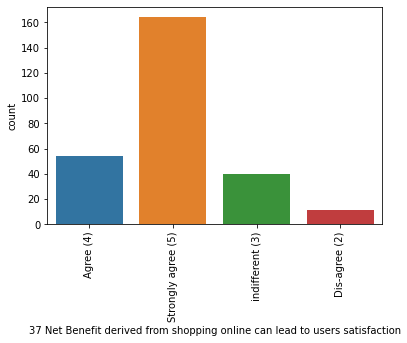 160
140
120
100
80
60
40
20
0
count
Agree (4)
Strongly agree (5)
indifferent (3)
Dis-agree (2)
37 Net Benefit derived from shopping online can lead to users satisfaction